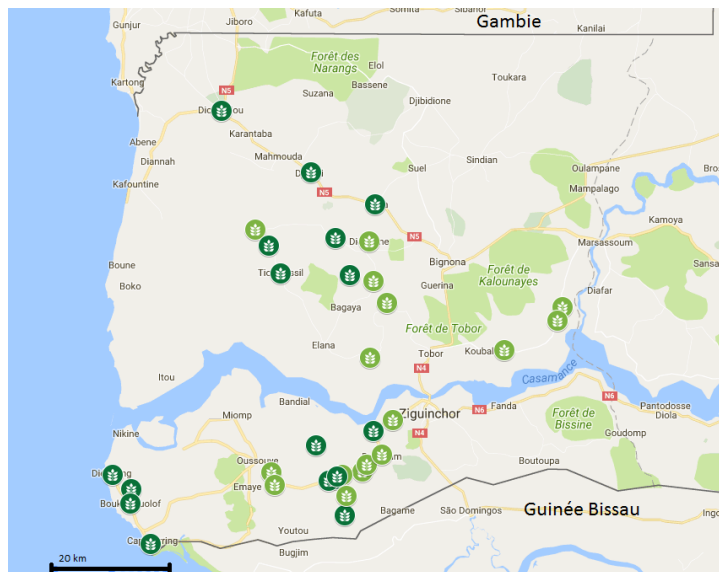 Gunjur
Jiboro
Kafuta
Somita
Sibanor
Gambie
Kanilai
Forêt des
Narangs
Elol
Kartong
N5
Bassene
Toukara
Suzana
Djibidione
Karantaba
Abene
Diannah
Mahmouda
Sindian
Suel
Oulampane
Kafountine
N5
Mampalago
Kamoya
N5
Marsassoum
Bignona
Boune
Forêt de
Kalounayes
Boko
Guerina
Diafar
Bagaya
Forêt de Tobor
Elana
Tobor
Itou
N4
Casamance
Bandial
Miomp
Ziguinchor
Fanda
N6
N6
Pantodosse
Diola
Forêt de
Bissine
Nikine
N4
Goudomp
Oussouye
Boutoupa
Emaye
Bagame
São Domingos
Guinée Bissau
Youtou
Bugjim
20 km